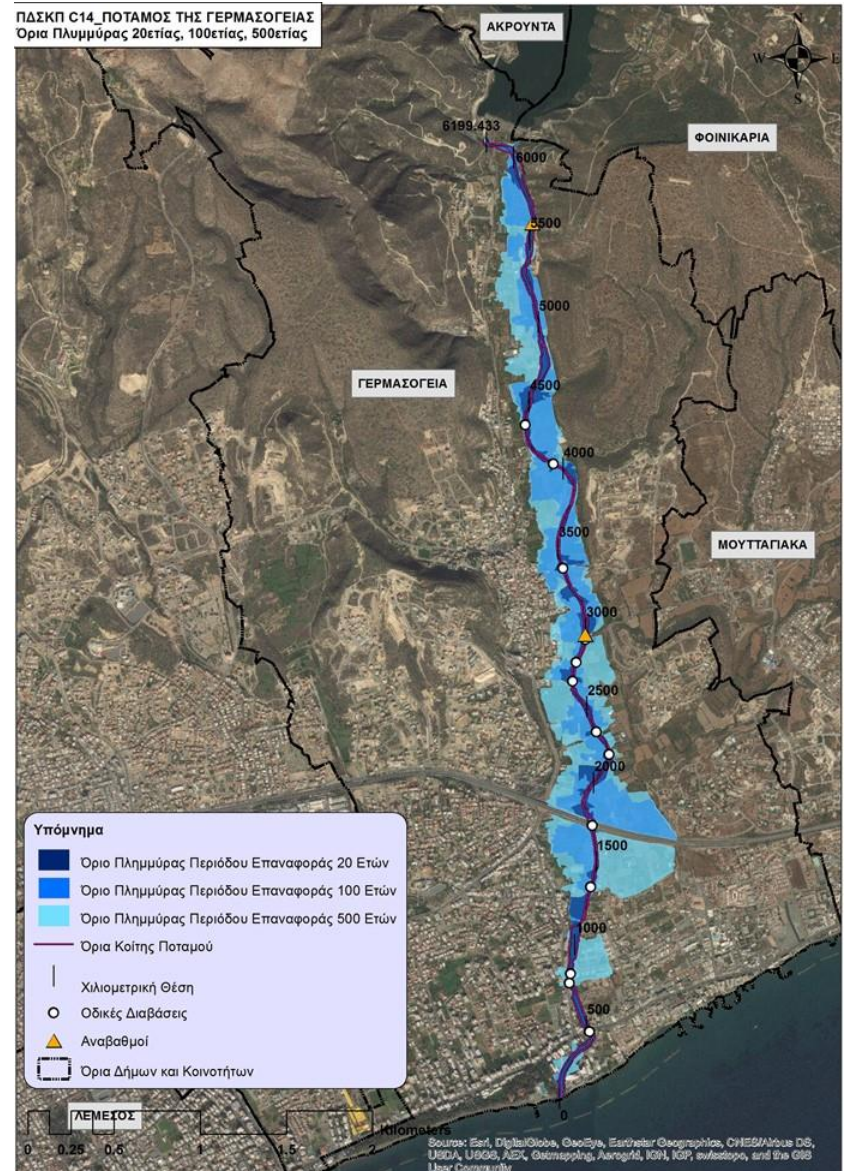 ΠΔΣΚΠ C14_ΠΟΤΑΜΟΣ ΤΗΣ ΓΕΡΜΑΣΟΓΕΙΑΣ
Όρια Πλυμμύρας 20ετίας, 100ετίας, 500ετίας
ΑΚΡΟΥΝΤΑ
N
W
E
S
6199.433
ΦΟΙΝΙΚΑΡΙΑ
6000
5500
5000
ΓΕΡΜΑΣΟΓΕΙΑ
4500
4000
3500
ΜΟΥΤΤΑΓΙΑΚΑ
3000
2500
2000
1500
1000
500
0
Υπόμνημα
Όριο Πλημμύρας Περιόδου Επαναφοράς 20 Ετών
Όριο Πλημμύρας Περιόδου Επαναφοράς 100 Ετών
Όριο Πλημμύρας Περιόδου Επαναφοράς 500 Ετών
Όρια Κοίτης Ποταμού
Χιλιομετρική Θέση
Οδικές Διαβάσεις
Αναβαθμοί
Όρια Δήμων και Κοινοτήτων
ΛΕΜΕΣΟΣ
Kilometers
0 0.25 0.5 1 1.5 2
Source: Esri, DigitalGlobe, GeoEye, Earthstar Geographics, CNES/Airbus DS,
USDA, USGS, AEX, Getmapping, Aerogrid, IGN, IGP, swisstopo, and the GIS
User Community